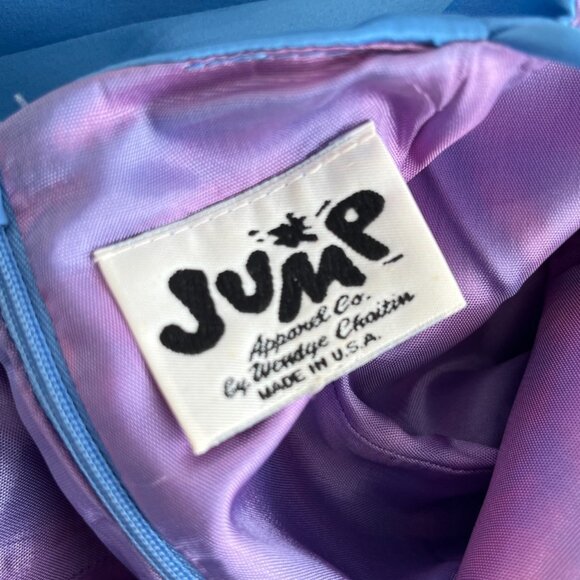 JUMP
Apparel Co.
by Wendye Chaitin
MADE IN U.S.A.